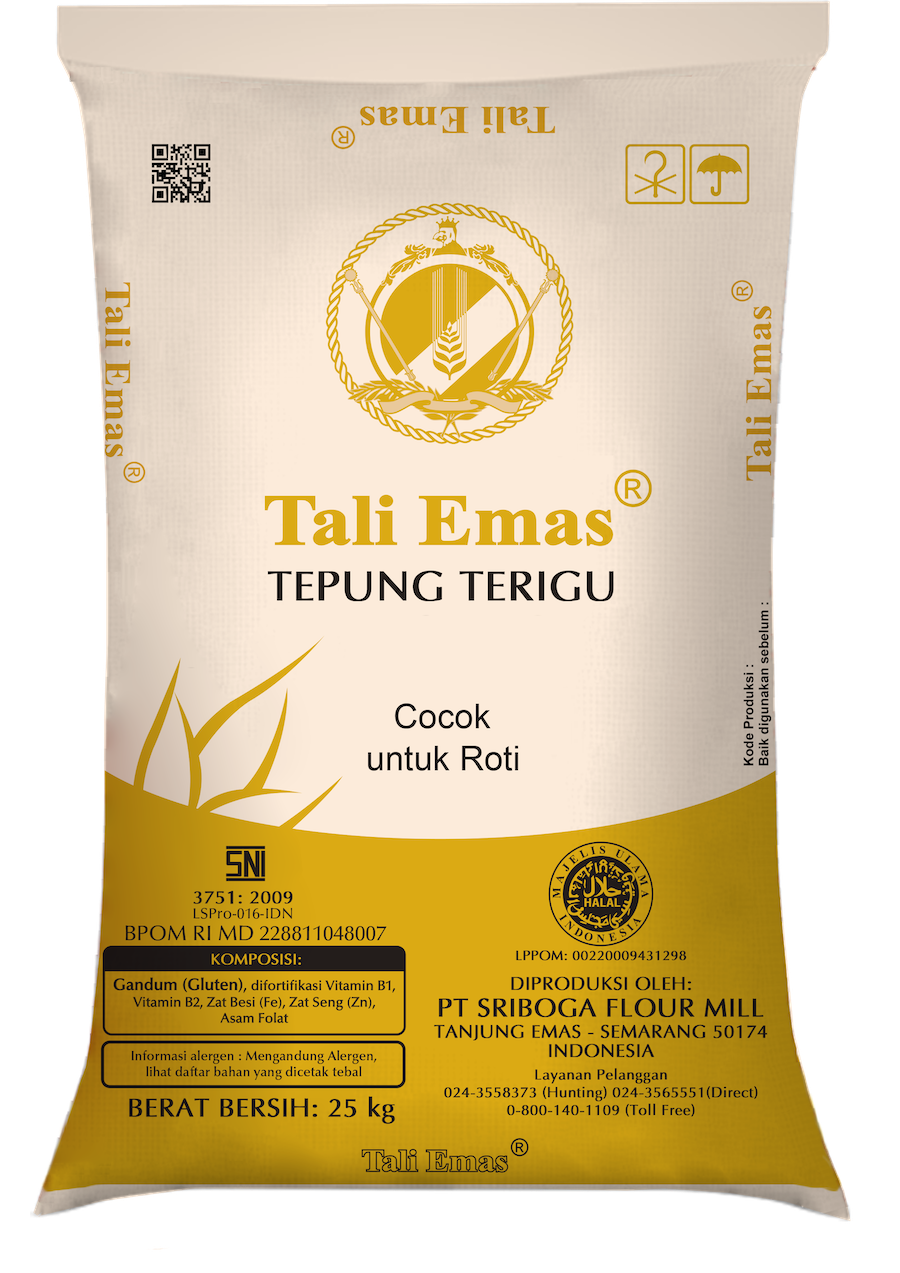 Tali Emas ®
Tali Emas ®
Tali Emas ®
Tali Emas ®
TEPUNG TERIGU
Cocok
untuk Roti
Kode Produksi :
Baik digunakan sebelum :
SNI
3751: 2009
LSPro-016-IDN
BPOM RI MD 228811048007
KOMPOSISI:
Gandum (Gluten), difortifikasi Vitamin B1,
Vitamin B2, Zat Besi (Fe), Zat Seng (Zn),
Asam Folat
Informasi alergen : Mengandung Alergen,
lihat daftar bahan yang dicetak tebal
BERAT BERSIH: 25 kg
MAJELIS ULAMA
حلال
HALAL
INDONESIA
LPPOM: 00220009431298
DIPRODUKSI OLEH:
PT SRIBOGA FLOUR MILL
TANJUNG EMAS - SEMARANG 50174
INDONESIA
Layanan Pelanggan
024-3558373 (Hunting) 024-3565551(Direct)
0-800-140-1109 (Toll Free)
Tali Emas ®